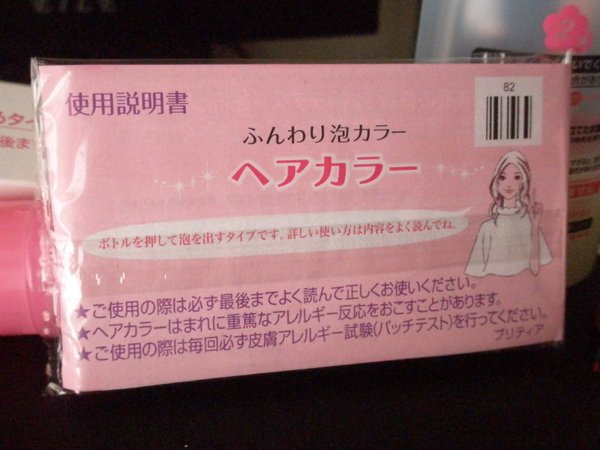 使用説明書
82
ふんわり泡カラー
ヘアカラー
ボトルを押して泡を出すタイプです。詳しい使い方は内容をよく読んでね。
★ご使用の際は必ず最後までよく読んで正しくお使いください。
★ヘアカラーはまれに重篤なアレルギー反応をおこすことがあります。
★ご使用の際は毎回必ず皮膚アレルギー試験(パッチテスト)を行ってください。
プリティア